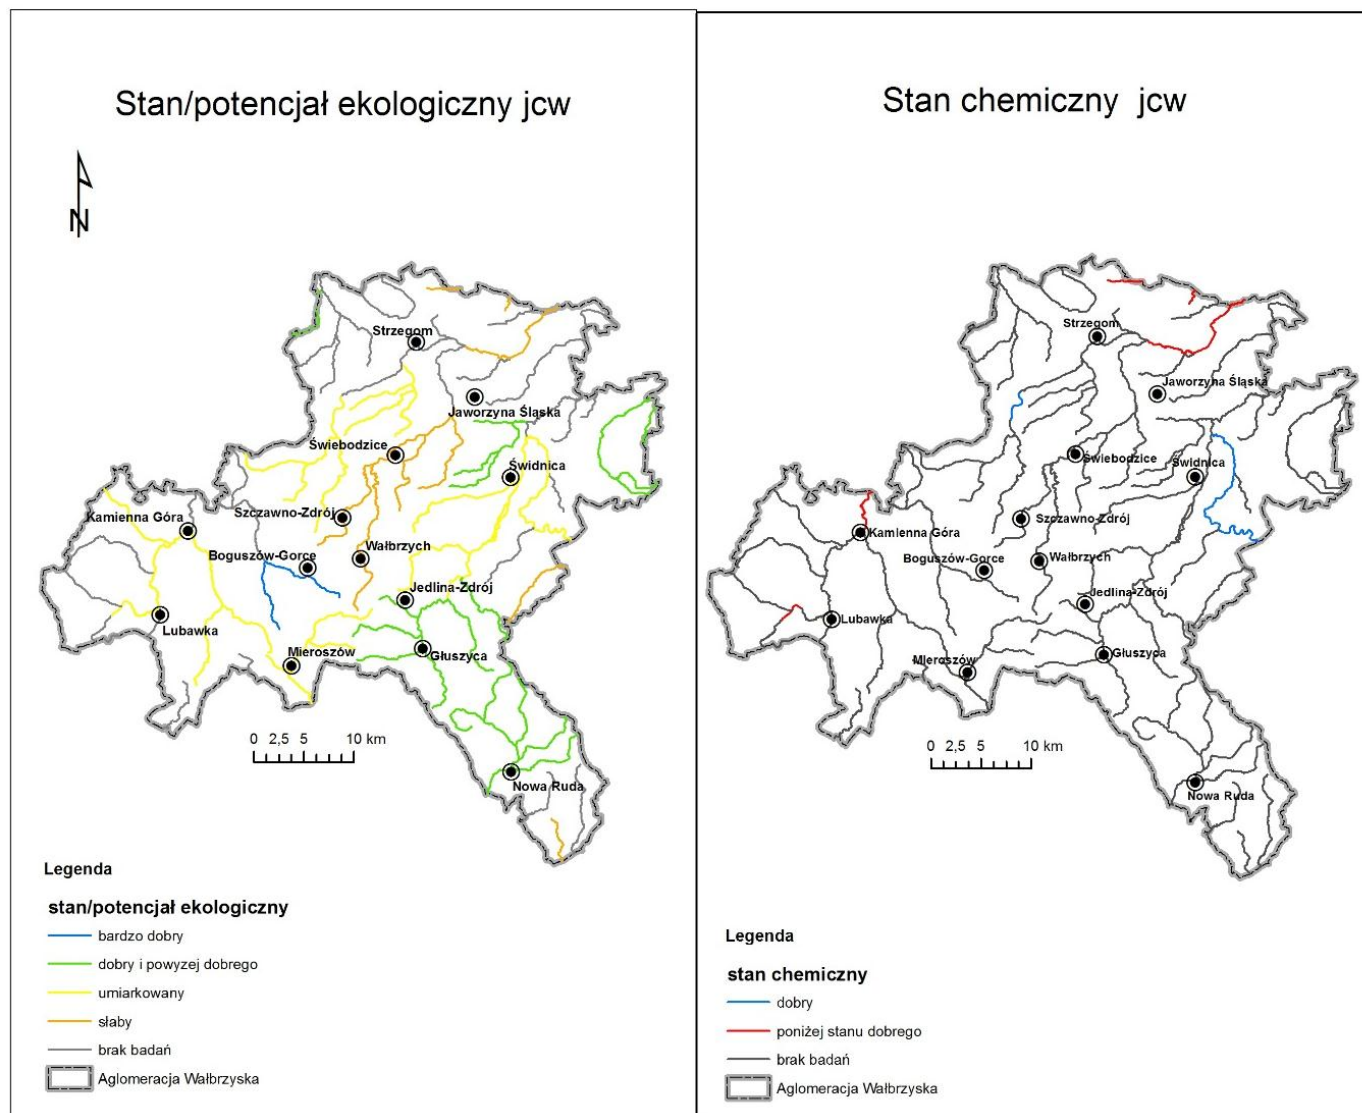 Stan/potencjał ekologiczny jcw
N
Strzegom
Jaworzyna Śląska
Świebodzice
Świdnica
Szczawno-Zdrój
Kamienna Góra
Boguszów-Gorce
Wałbrzych
Jedlina-Zdrój
Lubawka
Mieroszów
Głuszyca
Nowa Ruda
0 2,5 5 10 km
Legenda
stan/potencjał ekologiczny
bardzo dobry
dobry i powyzej dobrego
umiarkowany
słaby
brak badań
Aglomeracja Wałbrzyska
Stan chemiczny jcw
Strzegom
Jaworzyna Śląska
Świebodzice
Świdnica
Szczawno-Zdrój
Kamienna Góra
Boguszów-Gorce
Wałbrzych
Jedlina-Zdrój
Lubawka
Mieroszów
Głuszyca
Nowa Ruda
0 2,5 5 10 km
Legenda
stan chemiczny
dobry
poniżej stanu dobrego
brak badań
Aglomeracja Wałbrzyska